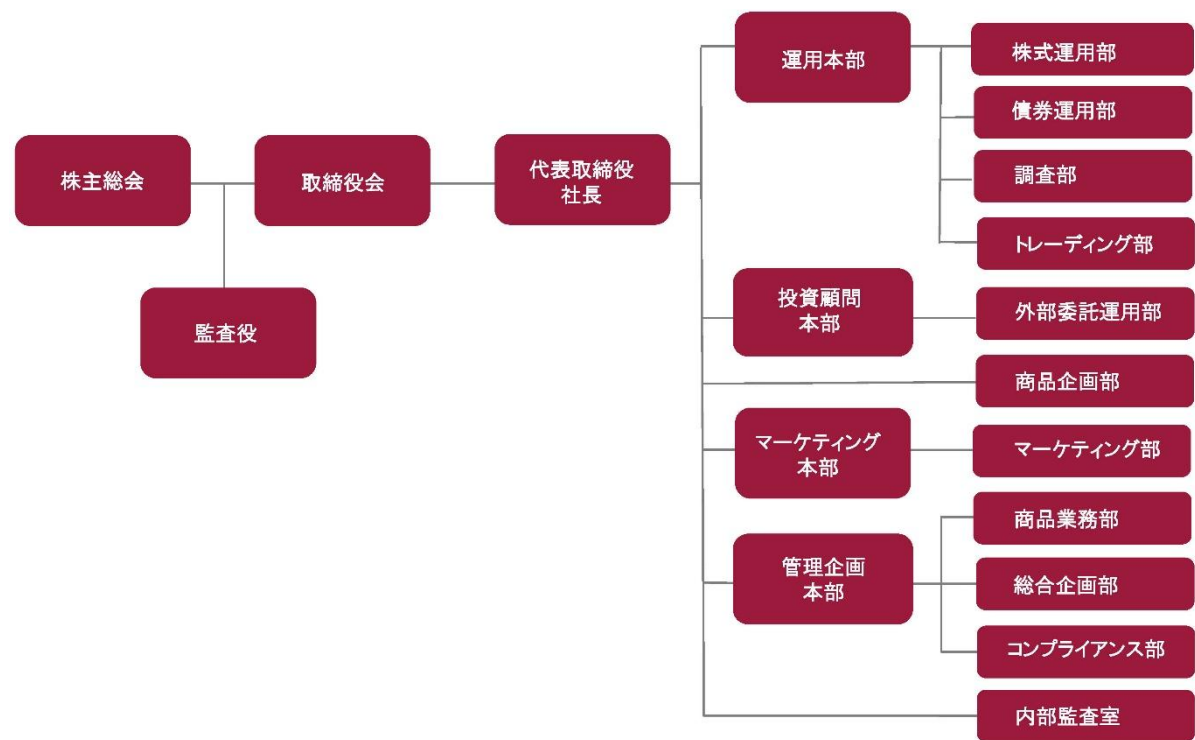 株主総会
取締役会
監査役
代表取締役
社長
運用本部
株式運用部
債券運用部
調査部
トレーディング部
投資顧問
本部
外部委託運用部
商品企画部
マーケティング
本部
マーケティング部
管理企画
本部
商品業務部
総合企画部
コンプライアンス部
内部監査室